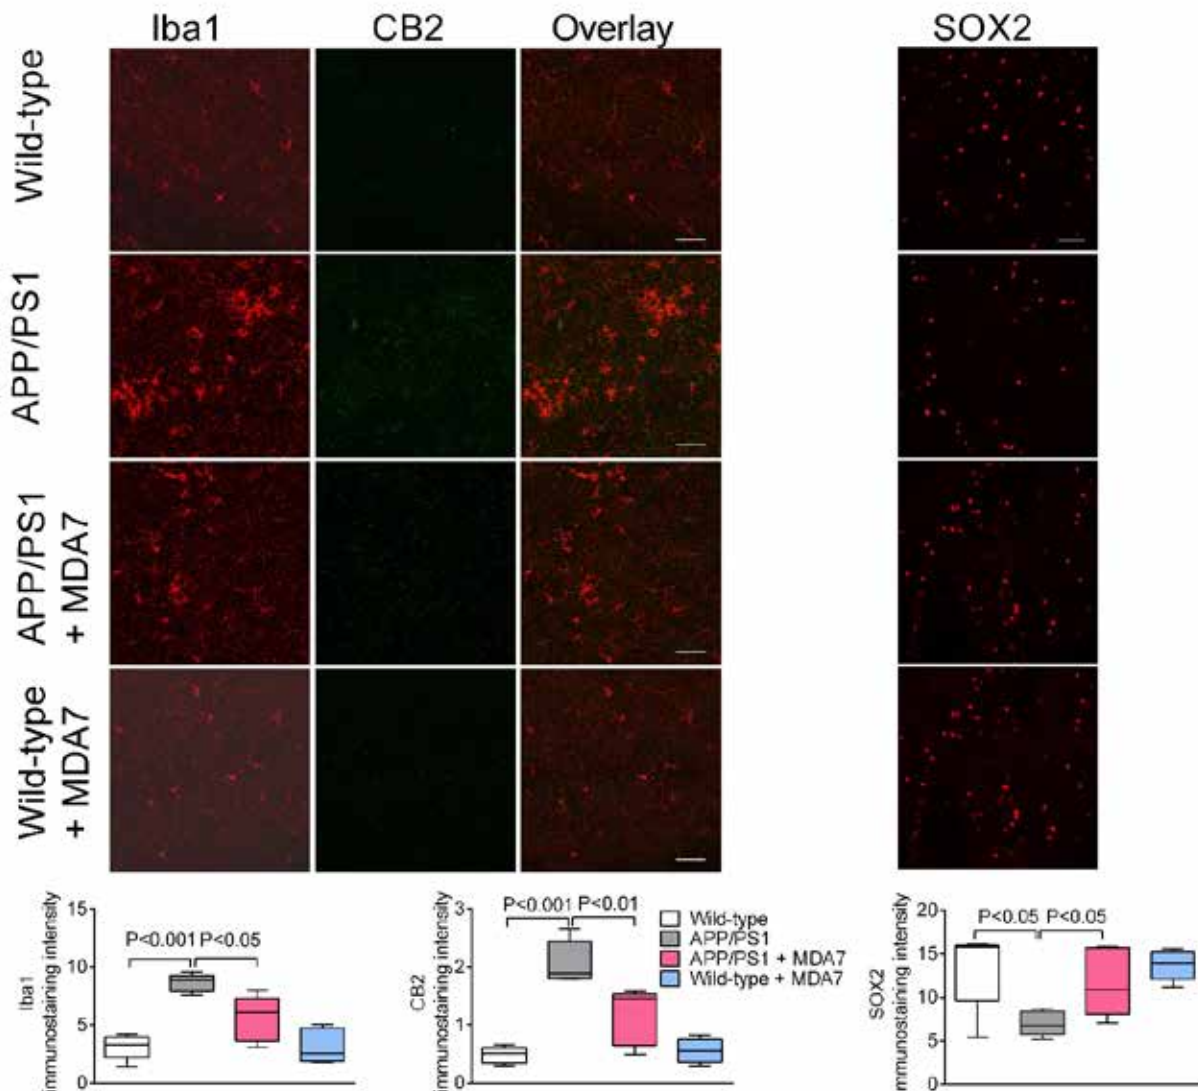 Iba1 CB2 Overlay SOX2
Wild-type
APP/PS1
APP/PS1
+ MDA7
Wild-type
+ MDA7
Iba1
immunostaining intensity
15
10
5
0
P<0.001 P<0.05
CB2
immunostaining intensity
3
2
1
0
P<0.001 P<0.01
Wild-type
APP/PS1
APP/PS1 + MDA7
Wild-type + MDA7
SOX2
immunostaining intensity
20
15
10
5
0
P<0.05 P<0.05